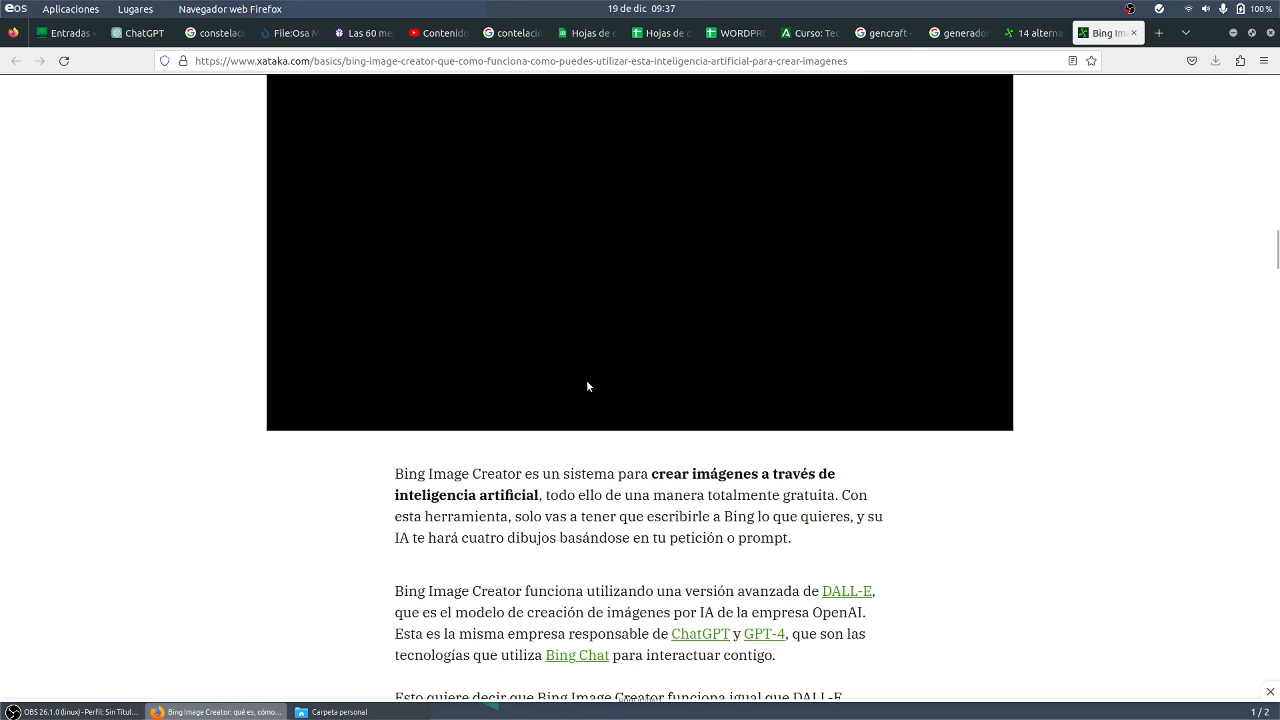 eos Aplicaciones Lugares Navegador web Firefox 19 de dic 09:37 100 %
Entradas ChatGPT constelaci File:Osa M Las 60 me Contenido contelacio Hojas de c Hojas de c WORDPR Curso: Tec gencraft - generador 14 alterna Bing Ima
https://www.xataka.com/basics/bing-image-creator-que-como-funciona-como-puedes-utilizar-esta-inteligencia-artificial-para-crear-imagenes
Bing Image Creator es un sistema para crear imágenes a través de
inteligencia artificial, todo ello de una manera totalmente gratuita. Con
esta herramienta, solo vas a tener que escribirle a Bing lo que quieres, y su
IA te hará cuatro dibujos basándose en tu petición o prompt.
Bing Image Creator funciona utilizando una versión avanzada de DALL-E,
que es el modelo de creación de imágenes por IA de la empresa OpenAI.
Esta es la misma empresa responsable de ChatGPT y GPT-4, que son las
tecnologías que utiliza Bing Chat para interactuar contigo.
Esto quiere decir que Bing Image Creator funciona igual que DALL-E
OBS 26.1.0 (linux) - Perfil: Sin Titul... Bing Image Creator: qué es, cómo... Carpeta personal 1 / 2